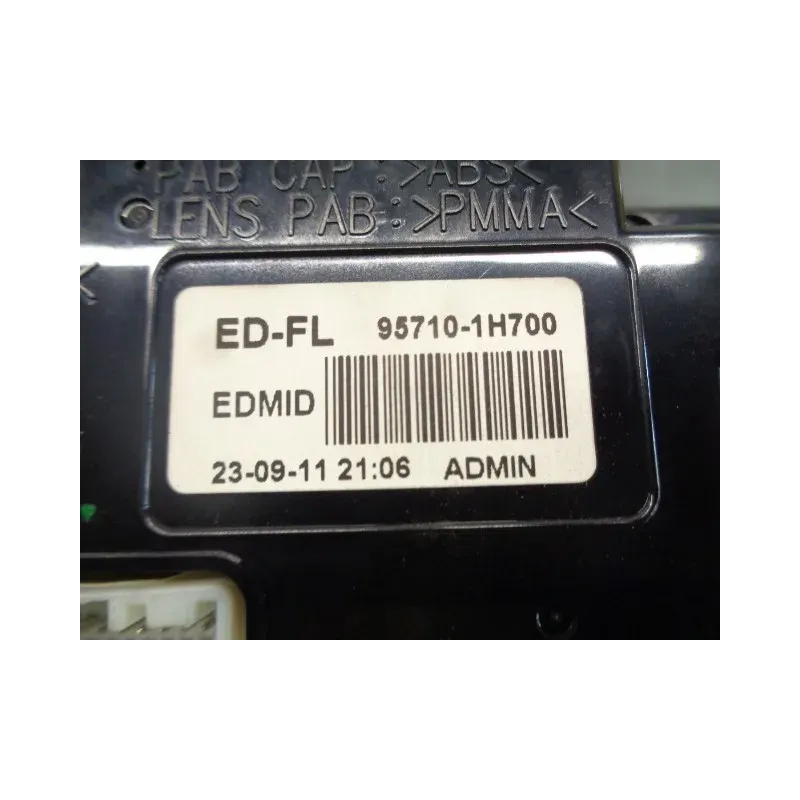 PAB CAP : >ABS<
LENS PAB : >PMMA<
<
ED-FL 95710-1H700
EDMID
23-09-11 21:06 ADMIN